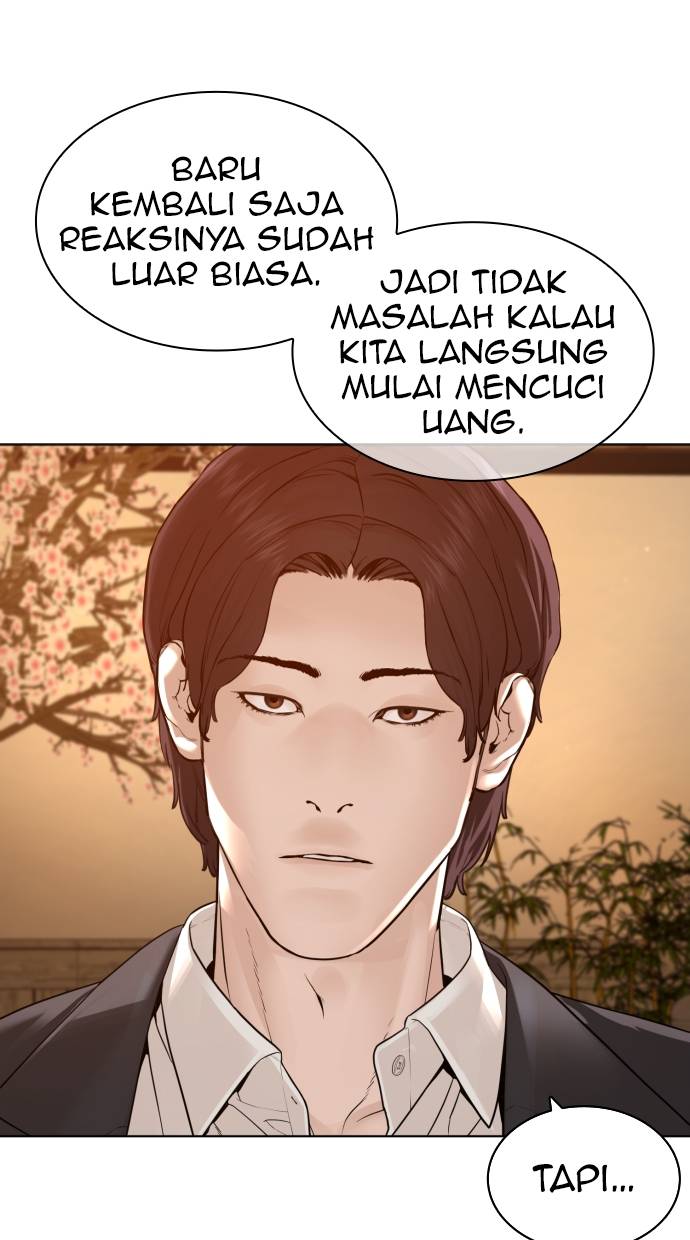 BARU
KEMBALI SAJA
REAKSINYA SUDAH
LUAR BIASA.
JADI TIDAK
MASALAH KALAU
KITA LANGSUNG
MULAI MENCUCI
UANG.
TAPI...